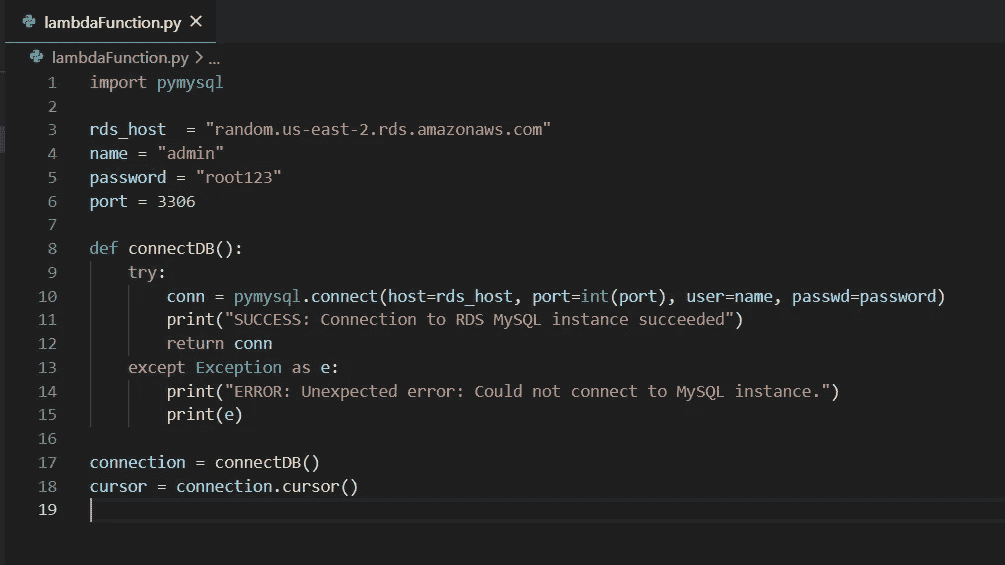 lambdaFunction.py ×
lambdaFunction.py > ...
1 import pymysql
2
3 rds_host  = "random.us-east-2.rds.amazonaws.com"
4 name = "admin"
5 password = "root123"
6 port = 3306
7
8 def connectDB():
9     try:
10         conn = pymysql.connect(host=rds_host, port=int(port), user=name, passwd=password)
11         print("SUCCESS: Connection to RDS MySQL instance succeeded")
12         return conn
13     except Exception as e:
14         print("ERROR: Unexpected error: Could not connect to MySQL instance.")
15         print(e)
16
17 connection = connectDB()
18 cursor = connection.cursor()
19